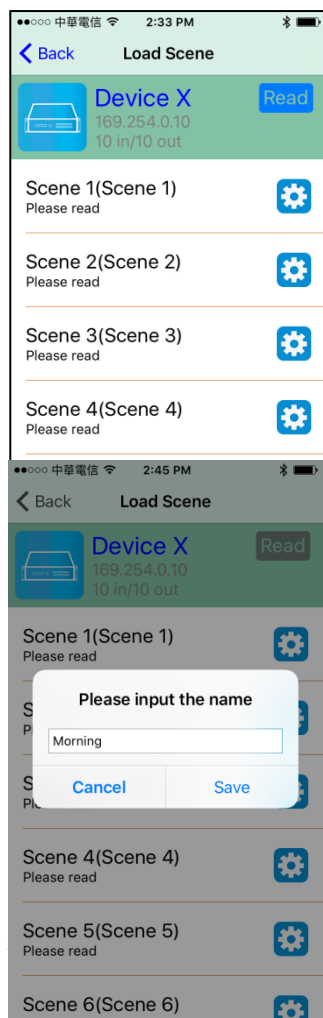 中華電信 2:33 PM
Back Load Scene
Device X Read
169.254.0.10
10 in/10 out
Scene 1(Scene 1)
Please read
Scene 2(Scene 2)
Please read
Scene 3(Scene 3)
Please read
Scene 4(Scene 4)
Please read
中華電信 2:45 PM
Back Load Scene
Device X Read
169.254.0.10
10 in/10 out
Scene 1(Scene 1)
Please read
Please input the name
Morning
Cancel Save
Scene 4(Scene 4)
Please read
Scene 5(Scene 5)
Please read
Scene 6(Scene 6)